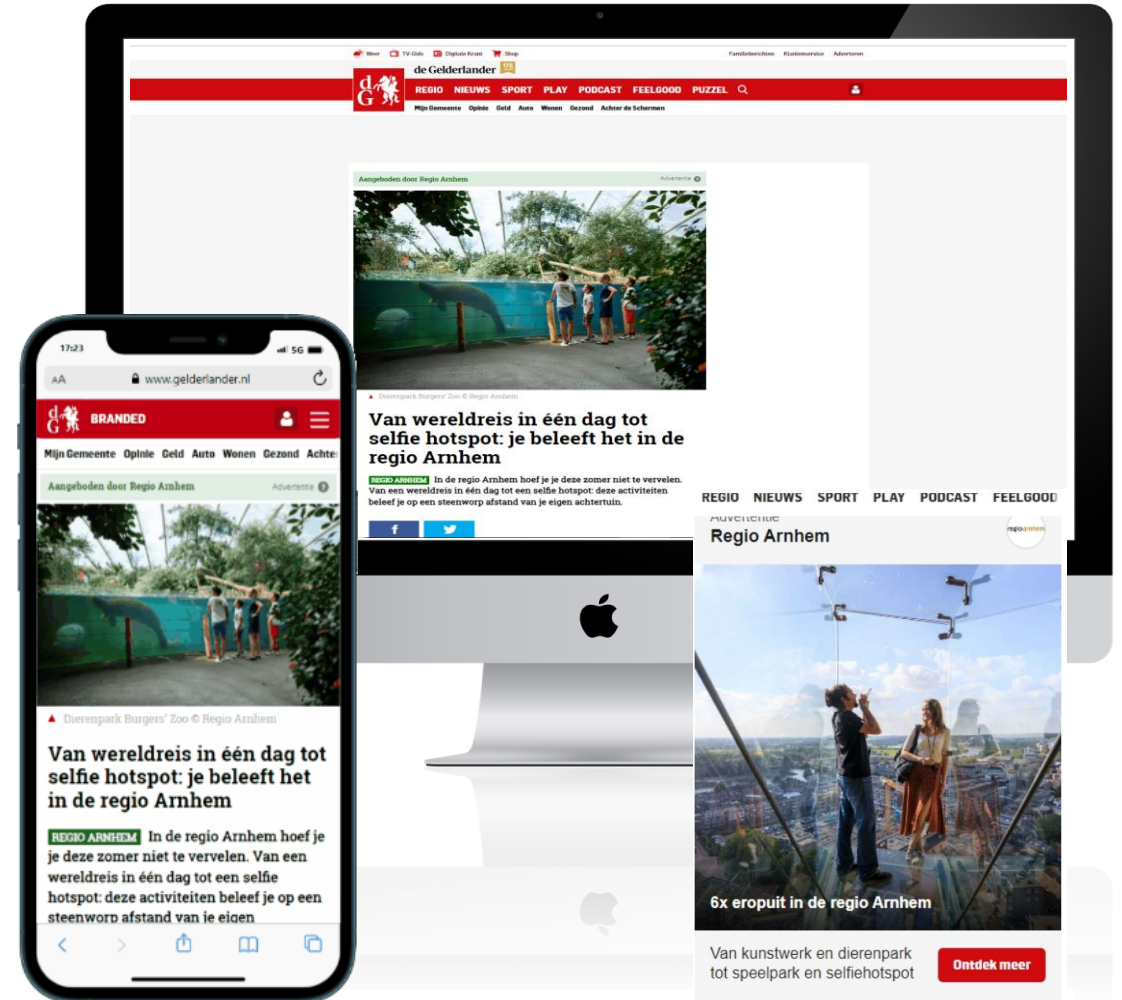 Weer TV-Gids Digitale Krant Shop
Familieberichten Klantenservice Adverteren
de Gelderlander 175
d G
REGIO NIEUWS SPORT PLAY PODCAST FEELGOOD PUZZEL
Mijn Gemeente Opinie Geld Auto Wonen Gezond Achter de Schermen
Aangeboden door Regio Arnhem
Advertentie ?
▲ Dierenpark Burgers' Zoo © Regio Arnhem
Van wereldreis in één dag tot
selfie hotspot: je beleeft het in de
regio Arnhem
REGIO ARNHEM In de regio Arnhem hoef je je deze zomer niet te vervelen.
Van een wereldreis in één dag tot een selfie hotspot: deze activiteiten
beleef je op een steenworp afstand van je eigen achtertuin.
f
17:23
5G
AA www.gelderlander.nl
d G BRANDED
Mijn Gemeente Opinie Geld Auto Wonen Gezond Achte
Aangeboden door Regio Arnhem
Advertentie ?
▲ Dierenpark Burgers' Zoo © Regio Arnhem
Van wereldreis in één dag tot
selfie hotspot: je beleeft het
in de regio Arnhem
REGIO ARNHEM In de regio Arnhem hoef je
je deze zomer niet te vervelen. Van een
wereldreis in één dag tot een selfie
hotspot: deze activiteiten beleef je op een
steenworp afstand van je eigen
REGIO NIEUWS SPORT PLAY PODCAST FEELGOOD
Advertentie
Regio Arnhem
regioarnhem
6x eropuit in de regio Arnhem
Van kunstwerk en dierenpark
tot speelpark en selfiehotspot
Ontdek meer